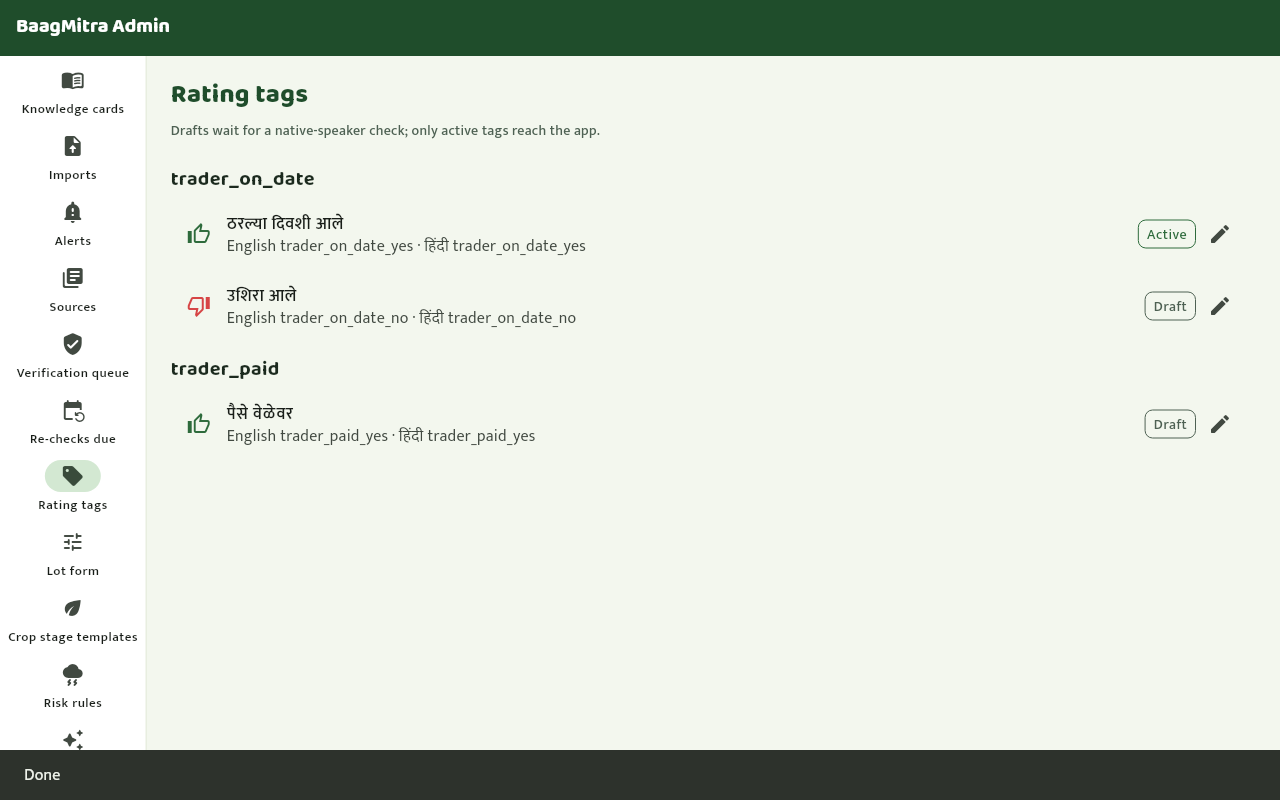 BaagMitra Admin
Knowledge cards
Imports
Alerts
Sources
Verification queue
Re-checks due
Rating tags
Lot form
Crop stage templates
Risk rules
Rating tags
Drafts wait for a native-speaker check; only active tags reach the app.
trader_on_date
ठरल्या दिवशी आले
English trader_on_date_yes · हिंदी trader_on_date_yes
Active
उशिरा आले
English trader_on_date_no · हिंदी trader_on_date_no
Draft
trader_paid
पैसे वेळेवर
English trader_paid_yes · हिंदी trader_paid_yes
Draft
Done